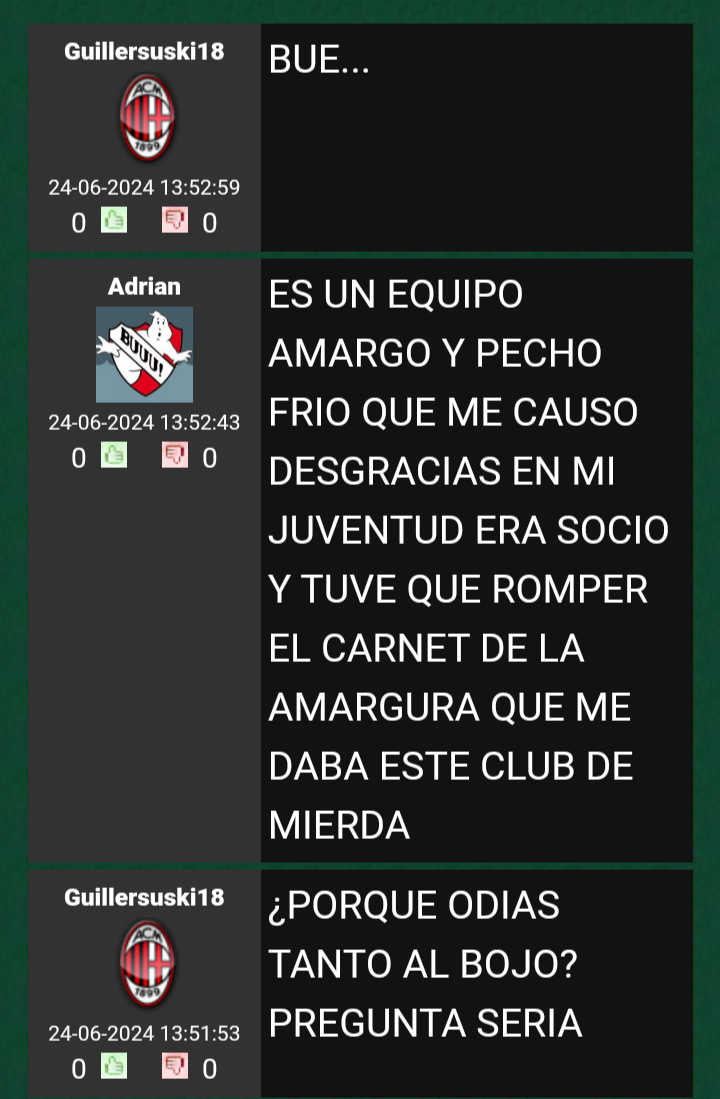 Guillersuski18
ACM
1899
24-06-2024 13:52:59
0 0
BUE...
Adrian
BUUU!
24-06-2024 13:52:43
0 0
ES UN EQUIPO
AMARGO Y PECHO
FRIO QUE ME CAUSO
DESGRACIAS EN MI
JUVENTUD ERA SOCIO
Y TUVE QUE ROMPER
EL CARNET DE LA
AMARGURA QUE ME
DABA ESTE CLUB DE
MIERDA
Guillersuski18
ACM
1899
24-06-2024 13:51:53
0 0
¿PORQUE ODIAS
TANTO AL BOJO?
PREGUNTA SERIA